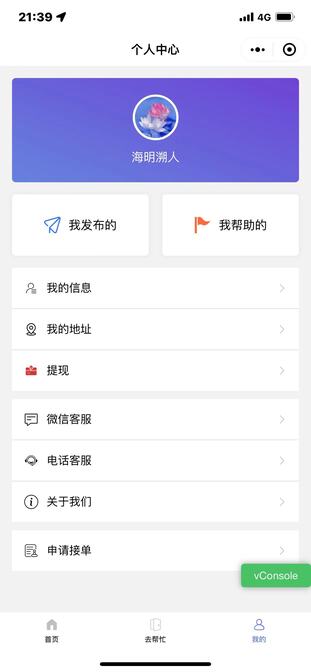 21:39
4G
个人中心
海明溯人
我发布的
我帮助的
我的信息
我的地址
提现
微信客服
电话客服
关于我们
申请接单
vConsole
首页
去帮忙
我的